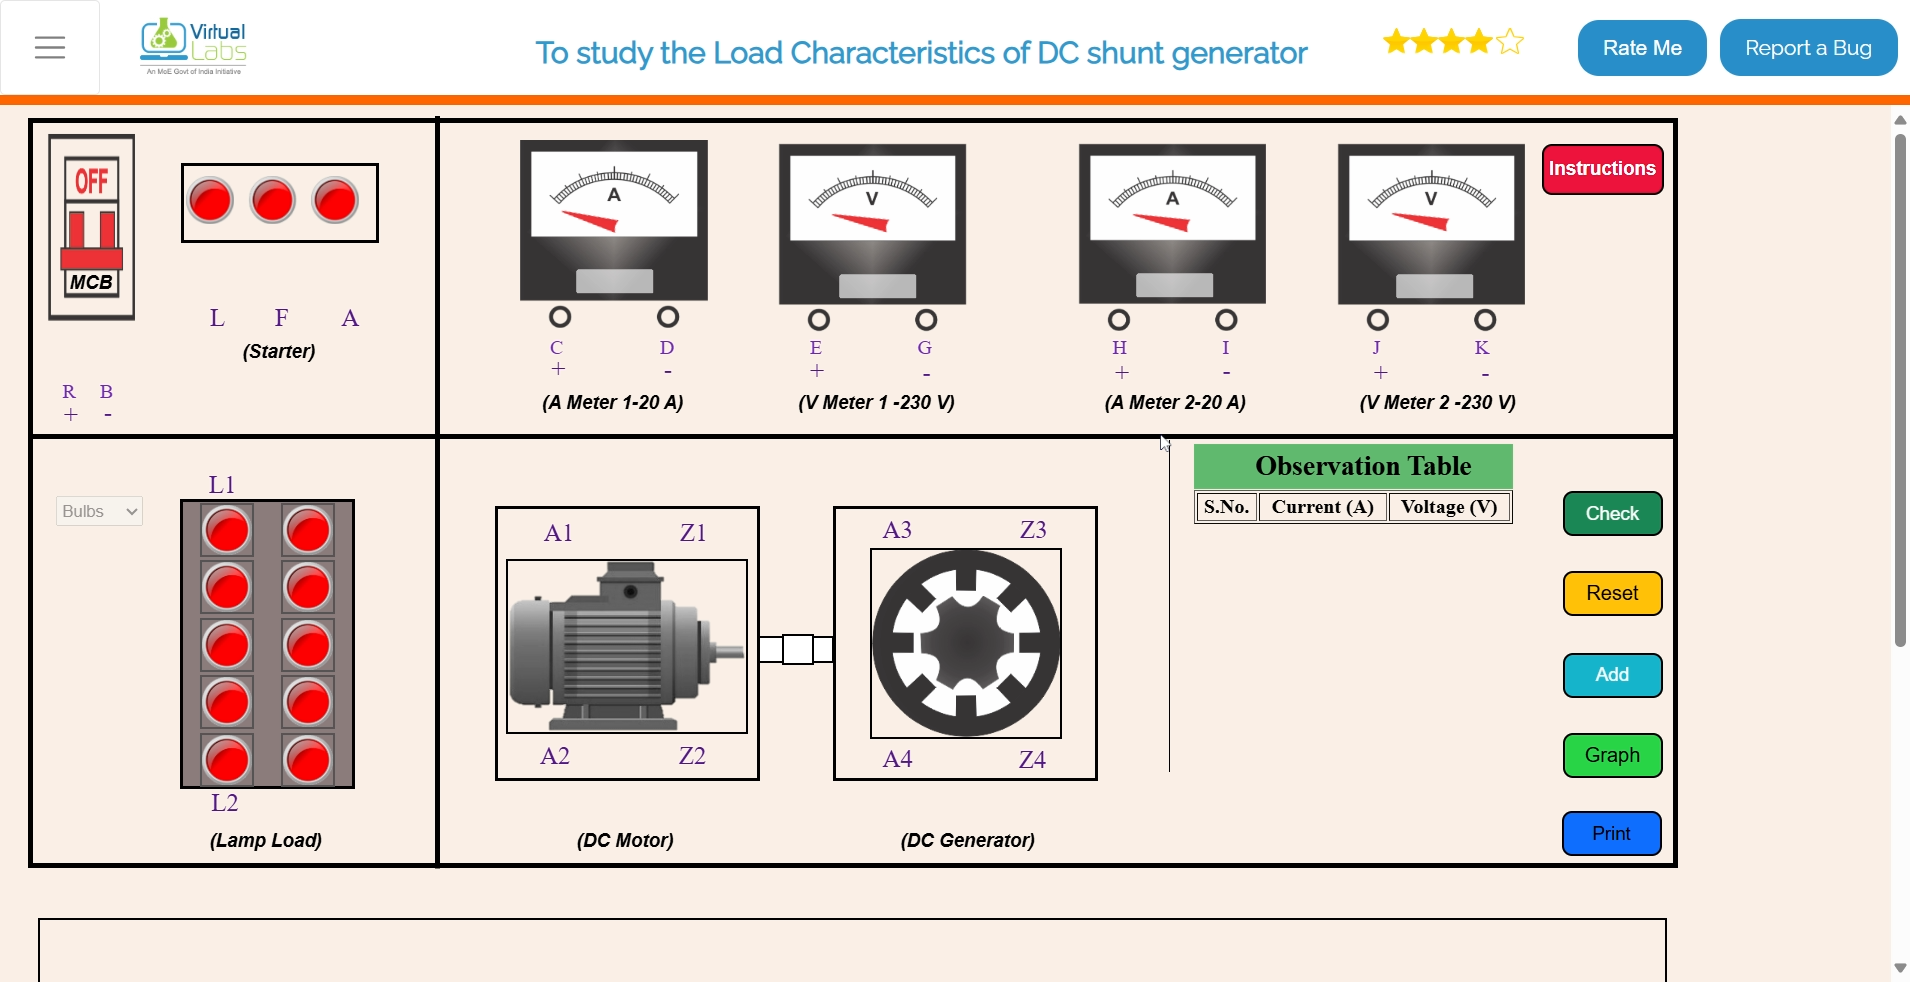 Virtual
Labs
An MoE Govt of India Initiative
To study the Load Characteristics of DC shunt generator
Rate Me
Report a Bug
OFF
MCB
L F A
(Starter)
R B
+ -
A
V
A
V
C D
+ -
(A Meter 1-20 A)
E G
+ -
(V Meter 1 -230 V)
H I
+ -
(A Meter 2-20 A)
J K
+ -
(V Meter 2 -230 V)
Instructions
Bulbs
L1
L2
(Lamp Load)
A1 Z1
A2 Z2
(DC Motor)
A3 Z3
A4 Z4
(DC Generator)
Observation Table
S.No. Current (A) Voltage (V)
Check
Reset
Add
Graph
Print